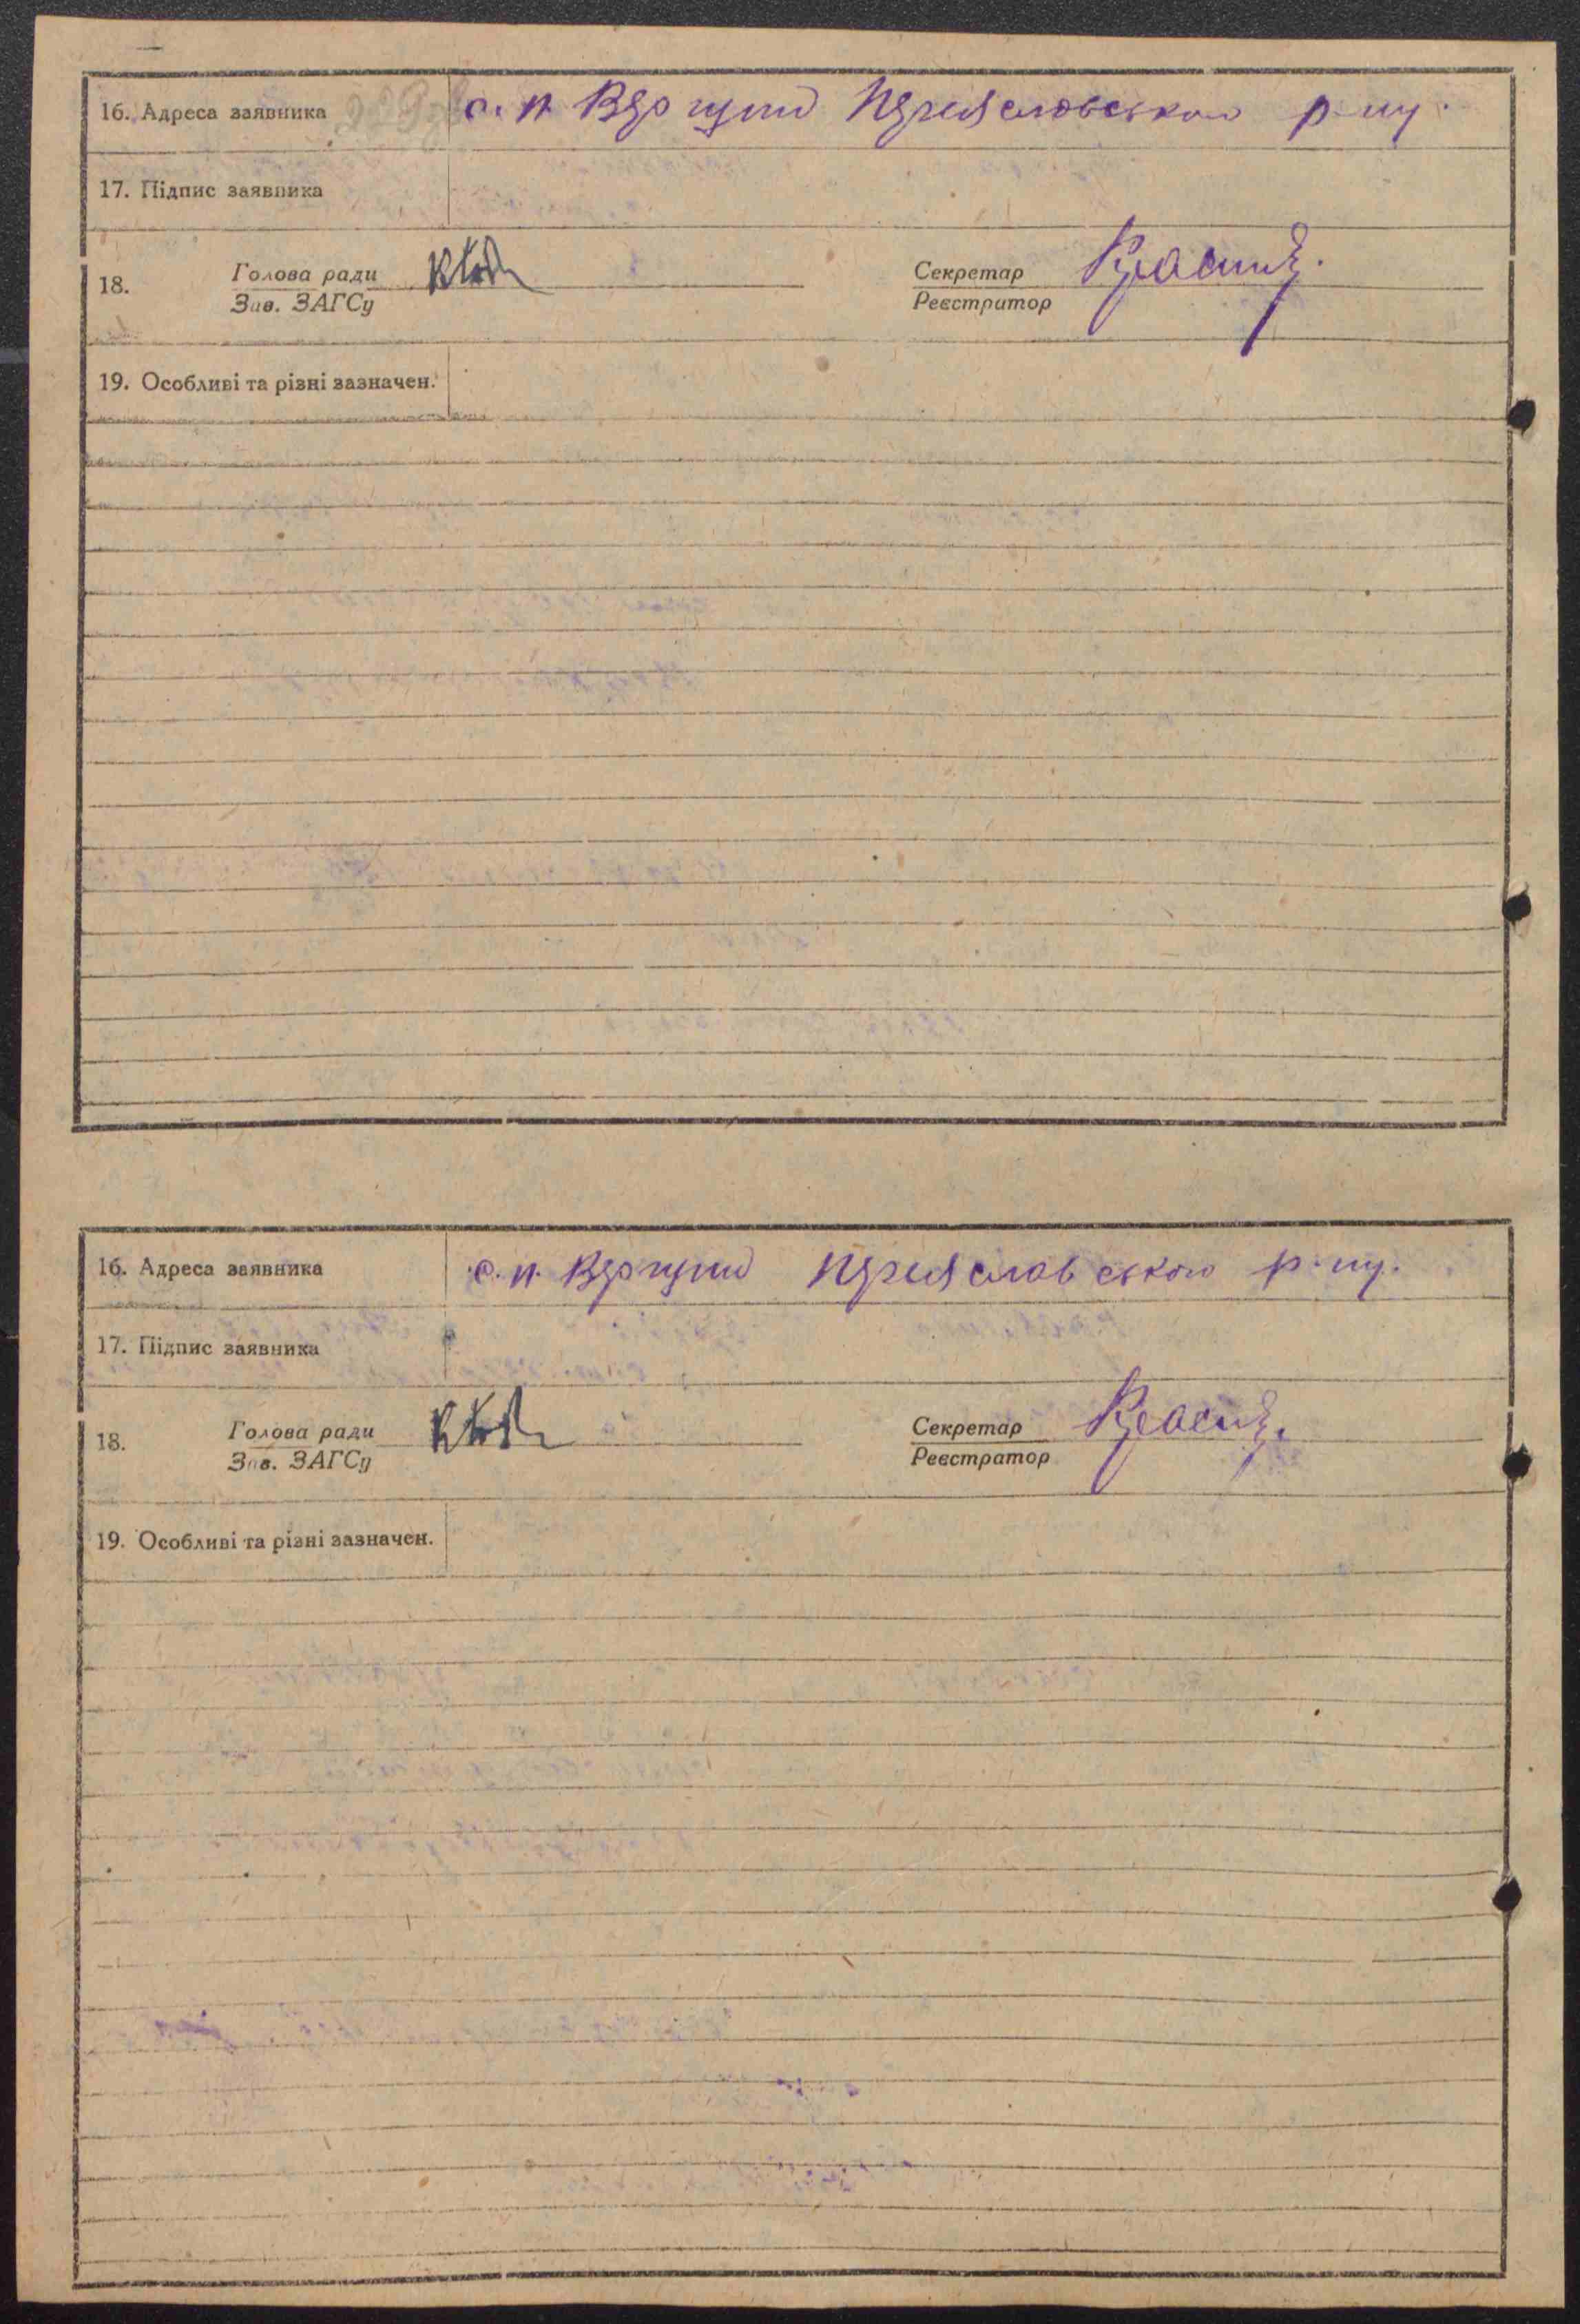 16. Адреса заявника с. п. Вергуни Переясловського р-ну.
17. Підпис заявника
18. Голова ради Секретар
Зав. ЗАГСу Реєстратор
19. Особливі та різні зазначен.
16. Адреса заявника с. п. Вергуни Переяславського р-ну.
17. Підпис заявника
18. Голова ради Секретар
Зав. ЗАГСу Реєстратор
19. Особливі та різні зазначен.